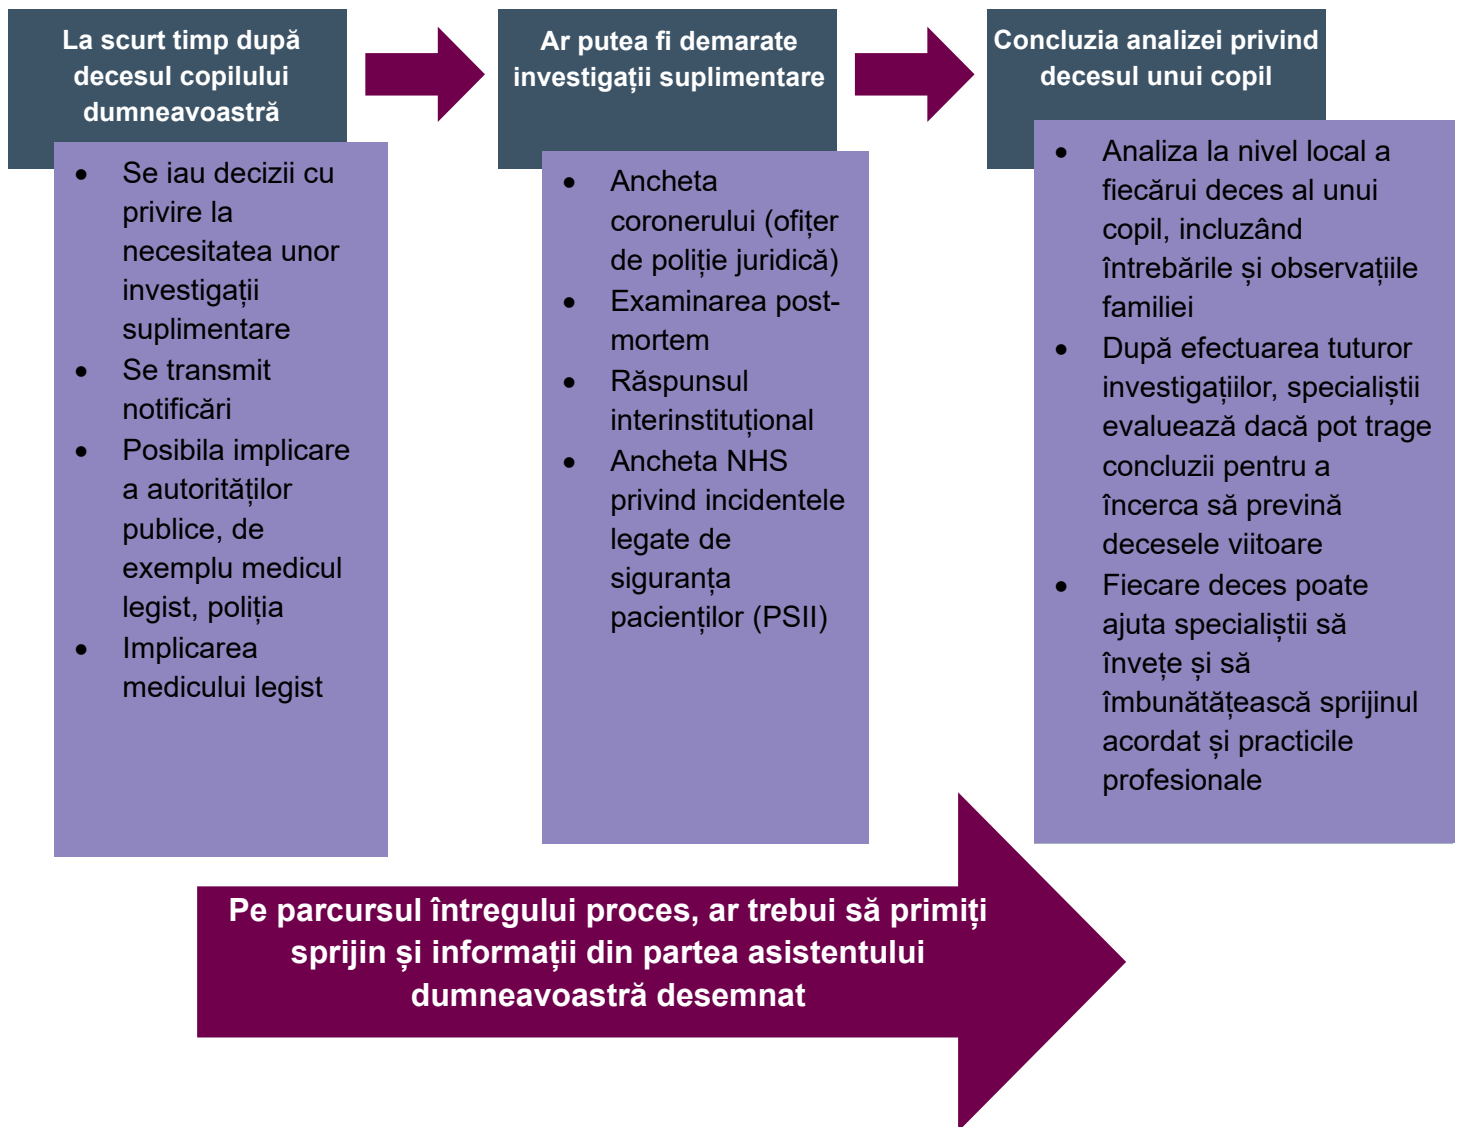 La scurt timp după
decesul copilului
dumneavoastră
• Se iau decizii cu
privire la
necesitatea unor
investigații
suplimentare
• Se transmit
notificări
• Posibila implicare
a autorităților
publice, de
exemplu medicul
legist, poliția
• Implicarea
medicului legist
Ar putea fi demarate
investigații suplimentare
• Ancheta
coronerului (ofițer
de poliție juridică)
• Examinarea post-
mortem
• Răspunsul
interinstituțional
• Ancheta NHS
privind incidentele
legate de
siguranța
pacienților (PSII)
Concluzia analizei privind
decesul unui copil
• Analiza la nivel local a
fiecărui deces al unui
copil, incluzând
întrebările și observațiile
familiei
• După efectuarea tuturor
investigațiilor, specialiștii
evaluează dacă pot trage
concluzii pentru a
încerca să prevină
decesele viitoare
• Fiecare deces poate
ajuta specialiștii să
învețe și să
îmbunătățească sprijinul
acordat și practicile
profesionale
Pe parcursul întregului proces, ar trebui să primiți
sprijin și informații din partea asistentului
dumneavoastră desemnat